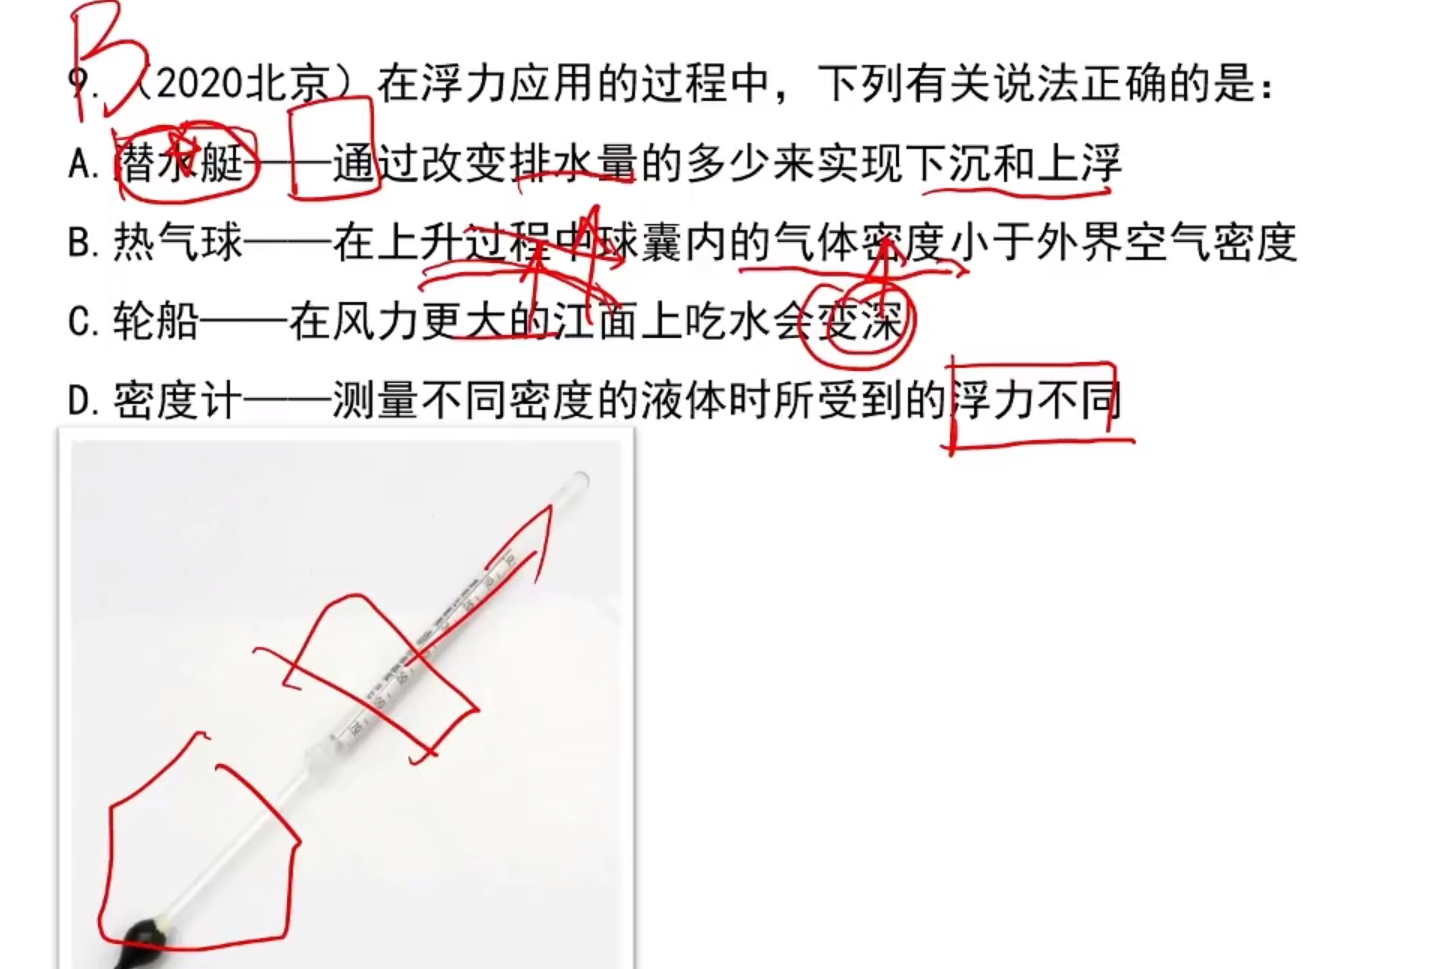 B
9.（2020北京）在浮力应用的过程中，下列有关说法正确的是：
A. 潜水艇——通过改变排水量的多少来实现下沉和上浮
B. 热气球——在上升过程中球囊内的气体密度小于外界空气密度
C. 轮船——在风力更大的江面上吃水会变深
D. 密度计——测量不同密度的液体时所受到的浮力不同